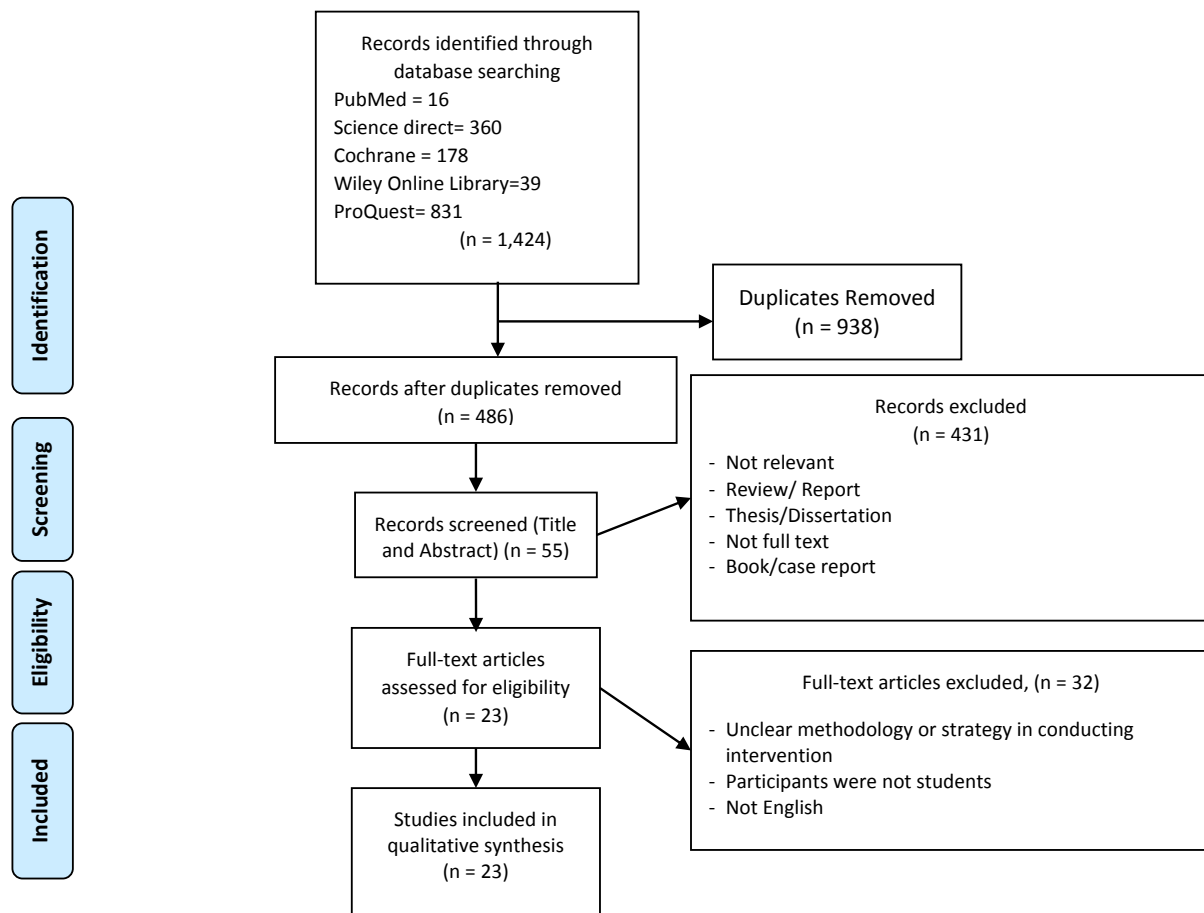 Records identified through
database searching
PubMed = 16
Science direct= 360
Cochrane = 178
Wiley Online Library=39
ProQuest= 831
(n = 1,424)
Identification
Duplicates Removed
(n = 938)
Records after duplicates removed
(n = 486)
Records excluded
(n = 431)
- Not relevant
- Review/ Report
- Thesis/Dissertation
- Not full text
- Book/case report
Screening
Records screened (Title
and Abstract) (n = 55)
Eligibility
Full-text articles
assessed for eligibility
(n = 23)
Full-text articles excluded, (n = 32)
- Unclear methodology or strategy in conducting
intervention
- Participants were not students
- Not English
Included
Studies included in
qualitative synthesis
(n = 23)